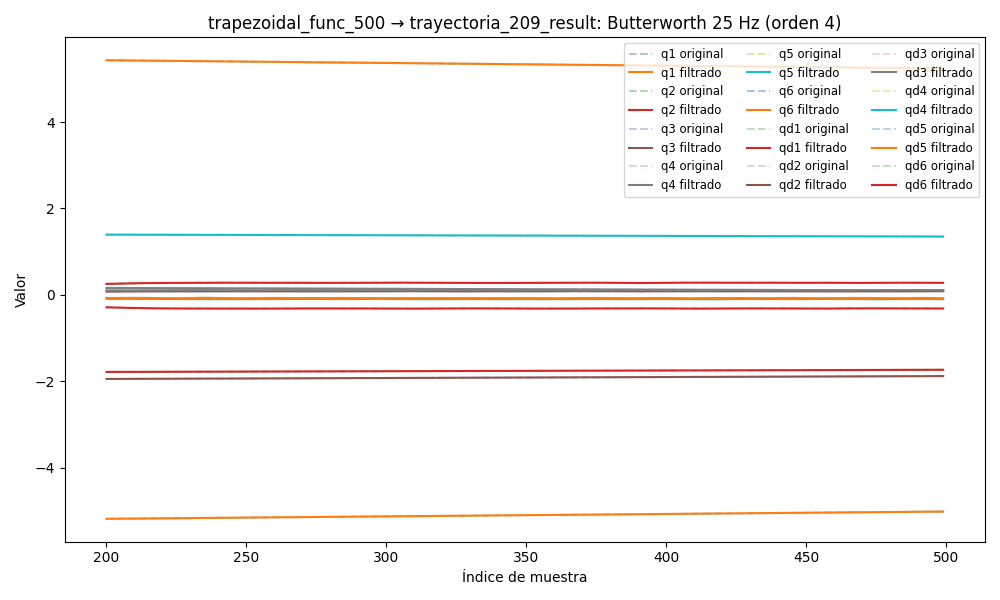 trapezoidal_func_500 → trayectoria_209_result: Butterworth 25 Hz (orden 4)
q1 original
q1 filtrado
q2 original
q2 filtrado
q3 original
q3 filtrado
q4 original
q4 filtrado
q5 original
q5 filtrado
q6 original
q6 filtrado
qd1 original
qd1 filtrado
qd2 original
qd2 filtrado
qd3 original
qd3 filtrado
qd4 original
qd4 filtrado
qd5 original
qd5 filtrado
qd6 original
qd6 filtrado
Valor
4
2
0
−2
−4
200 250 300 350 400 450 500
Índice de muestra